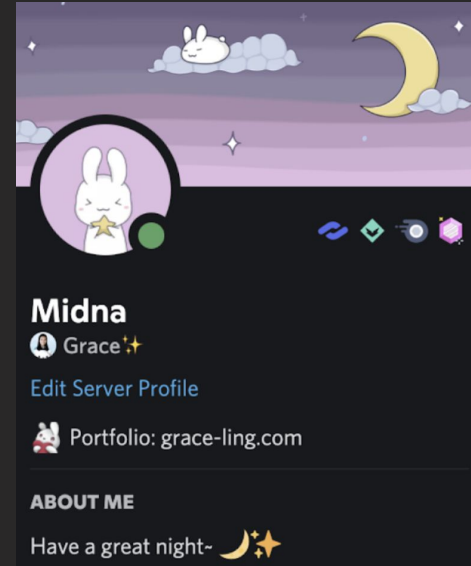 Midna
Grace✨
Edit Server Profile
Portfolio: grace-ling.com
ABOUT ME
Have a great night~ 🌙✨